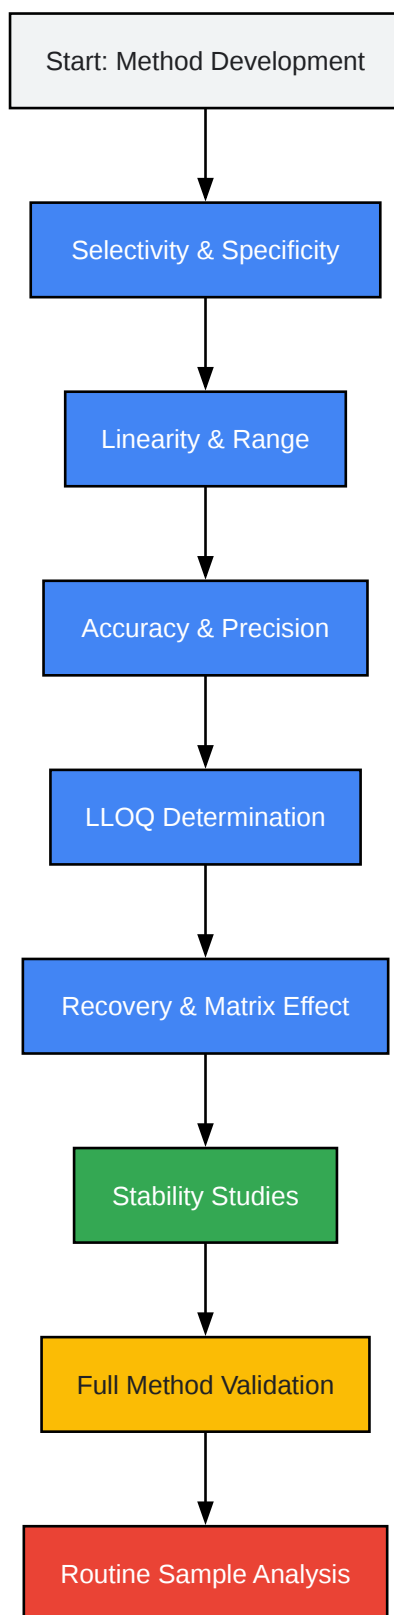 Start: Method Development
Selectivity & Specificity
Linearity & Range
Accuracy & Precision
LLOQ Determination
Recovery & Matrix Effect
Stability Studies
Full Method Validation
Routine Sample Analysis